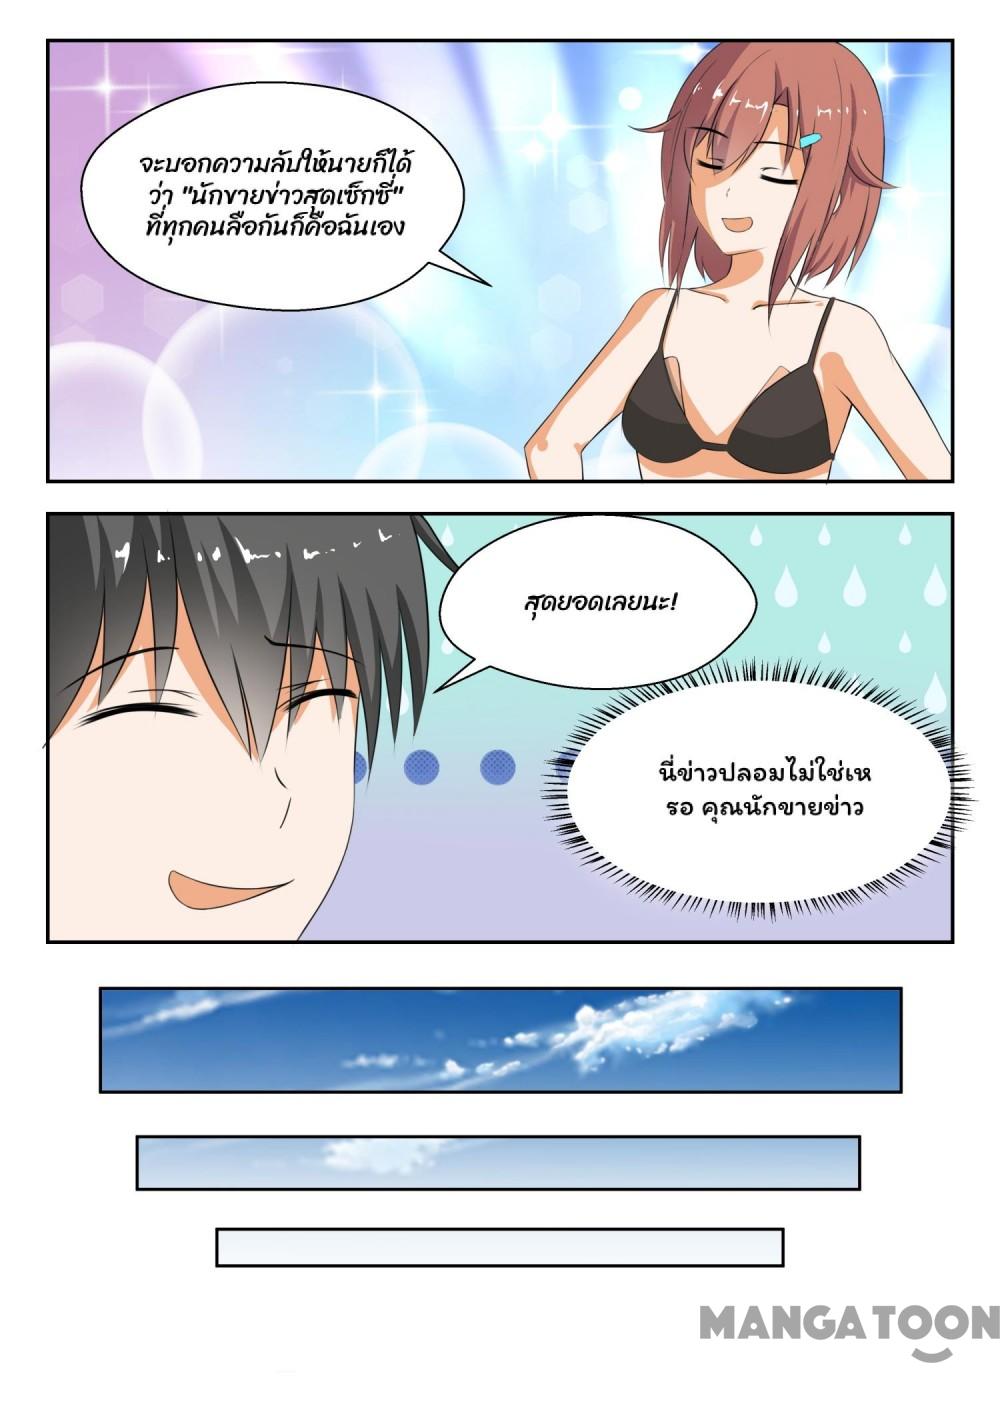 จะบอกความลับให้นายก็ได้
ว่า "นักขายข่าวสุดเซ็กซี่"
ที่ทุกคนลือกันก็คือฉันเอง
สุดยอดเลยนะ!
นี่ข่าวปลอมไม่ใช่เห
รอ คุณนักขายข่าว
MANGATOON